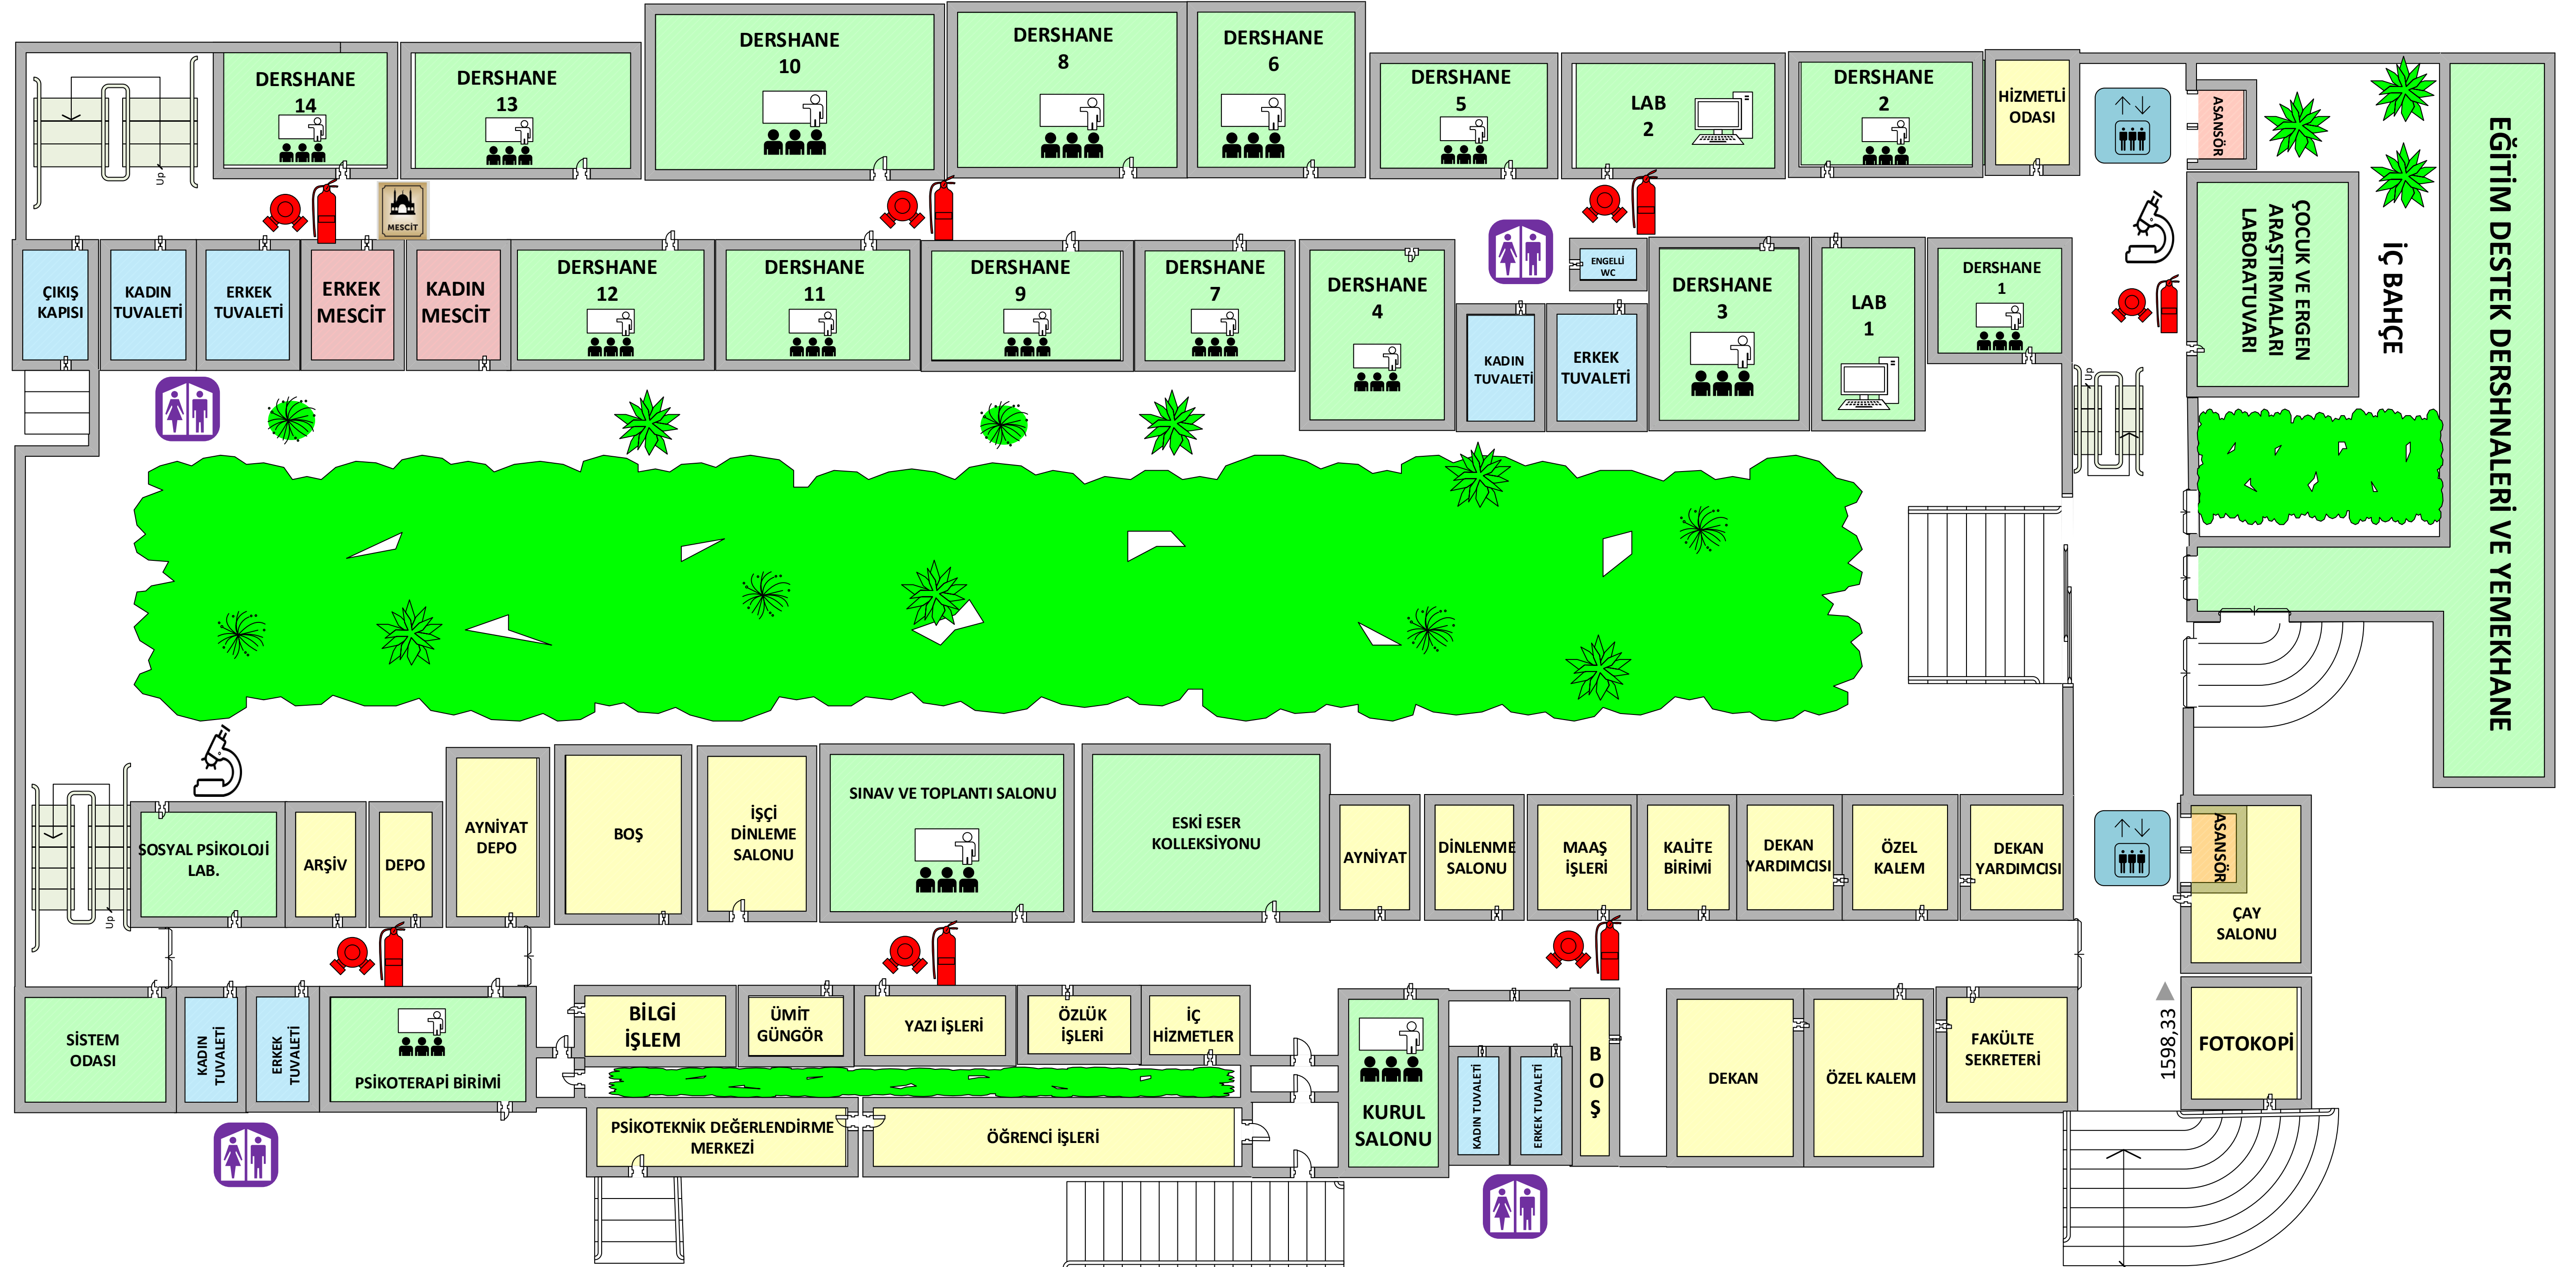 DERSHANE
14
DERSHANE
13
DERSHANE
10
DERSHANE
8
DERSHANE
6
DERSHANE
5
LAB
2
DERSHANE
2
HİZMETLİ
ODASI
ASANSÖR
Up
MESCİT
ÇIKIŞ
KAPISI
KADIN
TUVALETİ
ERKEK
TUVALETİ
ERKEK
MESCİT
KADIN
MESCİT
DERSHANE
12
DERSHANE
11
DERSHANE
9
DERSHANE
7
DERSHANE
4
KADIN
TUVALETİ
ERKEK
TUVALETİ
ENGELLİ
WC
DERSHANE
3
LAB
1
DERSHANE
1
Up
ÇOCUK VE ERGEN
ARAŞTIRMALARI
LABORATUVARI
İÇ BAHÇE
EĞİTİM DESTEK DERSHNALERİ VE YEMEKHANE
Up
SOSYAL PSİKOLOJİ
LAB.
ARŞİV
DEPO
AYNİYAT
DEPO
BOŞ
İŞÇİ
DİNLEME
SALONU
SINAV VE TOPLANTI SALONU
ESKİ ESER
KOLLEKSİYONU
AYNİYAT
DİNLENME
SALONU
MAAŞ
İŞLERİ
KALİTE
BİRİMİ
DEKAN
YARDIMCISI
ÖZEL
KALEM
DEKAN
YARDIMCISI
ASANSÖR
ÇAY
SALONU
SİSTEM
ODASI
KADIN
TUVALETİ
ERKEK
TUVALETİ
PSİKOTERAPİ BİRİMİ
BİLGİ
İŞLEM
ÜMİT
GÜNGÖR
YAZI İŞLERİ
ÖZLÜK
İŞLERİ
İÇ
HİZMETLER
PSİKOTEKNİK DEĞERLENDİRME
MERKEZİ
ÖĞRENCİ İŞLERİ
KURUL
SALONU
KADIN TUVALETİ
ERKEK TUVALETİ
B
O
Ş
DEKAN
ÖZEL KALEM
FAKÜLTE
SEKRETERİ
1598,33
FOTOKOPİ